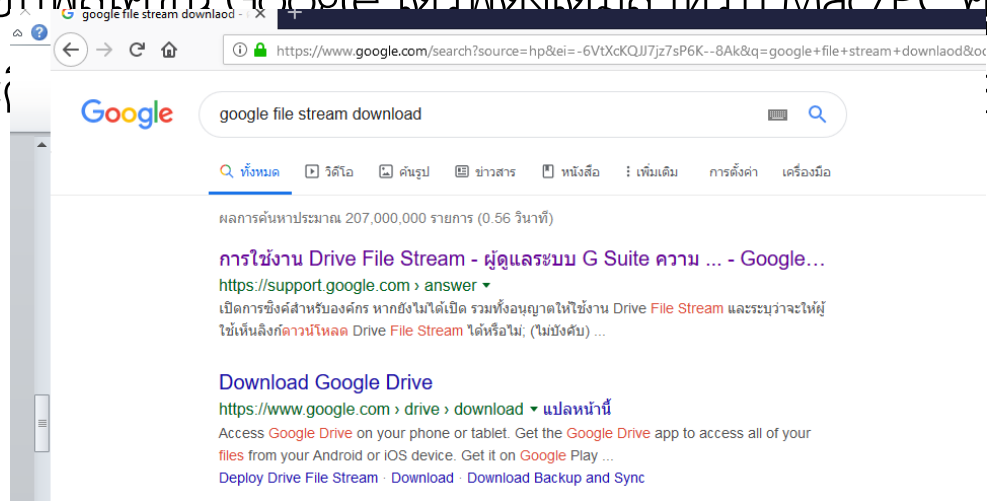 Google ได้ Mac/PC
google file stream downlaod -
https://www.google.com/search?source=hp&ei=-6VtXcKQJJ7jz7sP6K--8Ak&q=google+file+stream+downlaod&oq
Google
google file stream download
ทั้งหมด วิดีโอ ค้นรูป ข่าวสาร หนังสือ เพิ่มเติม การตั้งค่า เครื่องมือ
ผลการค้นหาประมาณ 207,000,000 รายการ (0.56 วินาที)
การใช้งาน Drive File Stream - ผู้ดูแลระบบ G Suite ความ ... - Google…
https://support.google.com › answer
เปิดการซิงค์สำหรับองค์กร หากยังไม่ได้เปิด รวมทั้งอนุญาตให้ใช้งาน Drive File Stream และระบุว่าจะให้ผู้
ใช้เห็นลิงก์ดาวน์โหลด Drive File Stream ได้หรือไม่; (ไม่บังคับ) ...
Download Google Drive
https://www.google.com › drive › download แปลหน้านี้
Access Google Drive on your phone or tablet. Get the Google Drive app to access all of your
files from your Android or iOS device. Get it on Google Play ...
Deploy Drive File Stream · Download · Download Backup and Sync